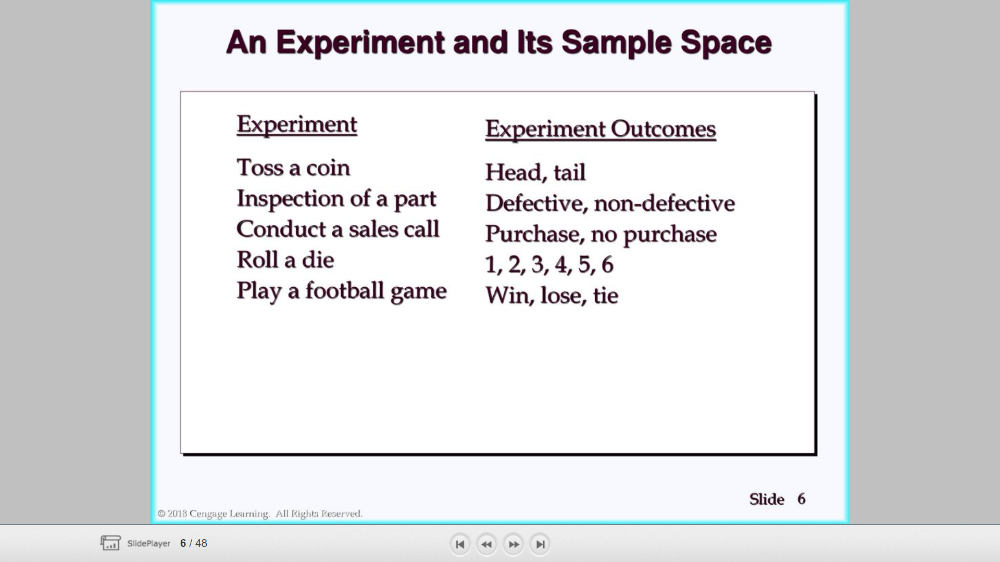 An Experiment and Its Sample Space
Experiment
Toss a coin
Inspection of a part
Conduct a sales call
Roll a die
Play a football game
Experiment Outcomes
Head, tail
Defective, non-defective
Purchase, no purchase
1, 2, 3, 4, 5, 6
Win, lose, tie
Slide 6
© 2018 Cengage Learning. All Rights Reserved.
SlidePlayer 6 / 48